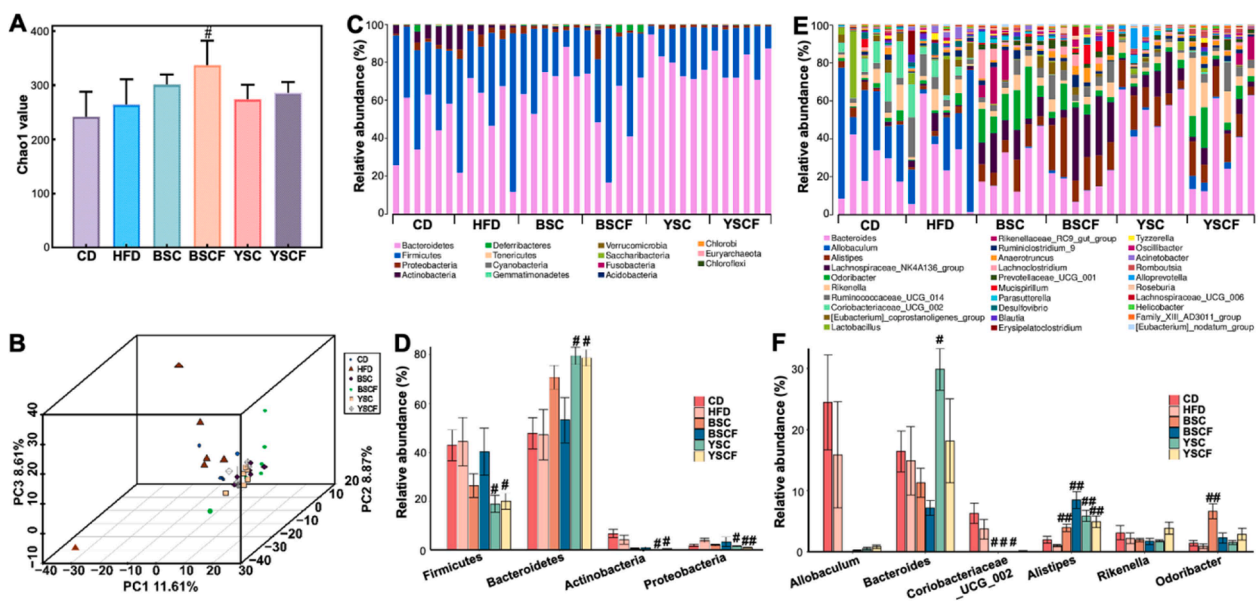 A
Chao1 value
400
300
200
100
0
#
CD HFD BSC BSCF YSC YSCF
C
Relative abundance (%)
100
80
60
40
20
0
CD HFD BSC BSCF YSC YSCF
Bacteroidetes
Firmicutes
Proteobacteria
Actinobacteria
Deferribacteres
Tenericutes
Cyanobacteria
Gemmatimonadetes
Verrucomicrobia
Saccharibacteria
Fusobacteria
Acidobacteria
Chlorobi
Euryarchaeota
Chloroflexi
E
Relative abundance (%)
100
80
60
40
20
0
CD HFD BSC BSCF YSC YSCF
Bacteroides
Allobaculum
Alistipes
Lachnospiraceae_NK4A136_group
Odoribacter
Rikenella
Ruminococcaceae_UCG_014
Coriobacteriaceae_UCG_002
[Eubacterium]_coprostanoligenes_group
Lactobacillus
Rikenellaceae_RC9_gut_group
Ruminiclostridium_9
Anaerotruncus
Lachnoclostridium
Prevotellaceae_UCG_001
Mucispirillum
Parasutterella
Desulfovibrio
Blautia
Erysipelatoclostridium
Tyzzerella
Oscillibacter
Acinetobacter
Romboutsia
Alloprevotella
Roseburia
Lachnospiraceae_UCG_006
Helicobacter
Family_XIII_AD3011_group
[Eubacterium]_nodatum_group
B
PC3 8.61%
40
30
20
10
0
-10
-40 -30 -20 -10 0 10 20 30
PC1 11.61%
20
10
0
-10
-20
-30
-40
PC2 8.87%
CD
HFD
BSC
BSCF
YSC
YSCF
D
Relative abundance (%)
80
60
40
20
0
# #
# #
# #
# ##
CD
HFD
BSC
BSCF
YSC
YSCF
Firmicutes
Bacteroidetes
Actinobacteria
Proteobacteria
F
Relative abundance (%)
30
20
10
0
#
# # #
## ## ## ##
##
CD
HFD
BSC
BSCF
YSC
YSCF
Allobaculum
Bacteroides
Coriobacteriaceae
_UCG_002
Alistipes
Rikenella
Odoribacter